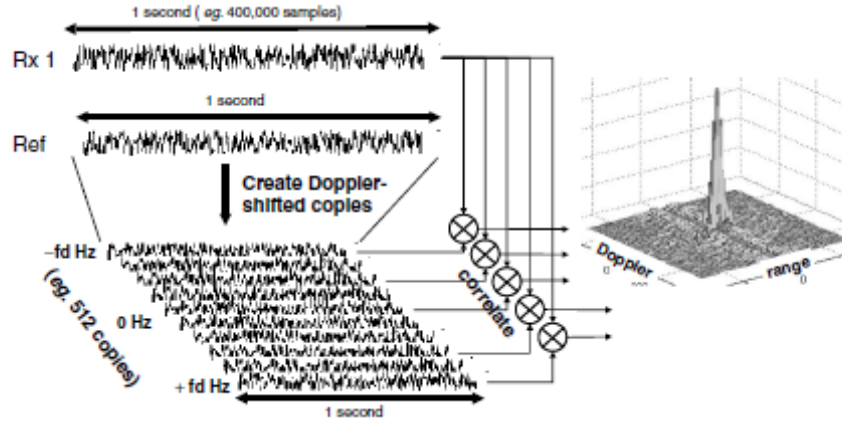 1 second ( eg. 400,000 samples)
Rx 1
1 second
Ref
Create Doppler-
shifted copies
−fd Hz
(eg. 512 copies)
0 Hz
+fd Hz
1 second
correlate
Doppler
0
range
0